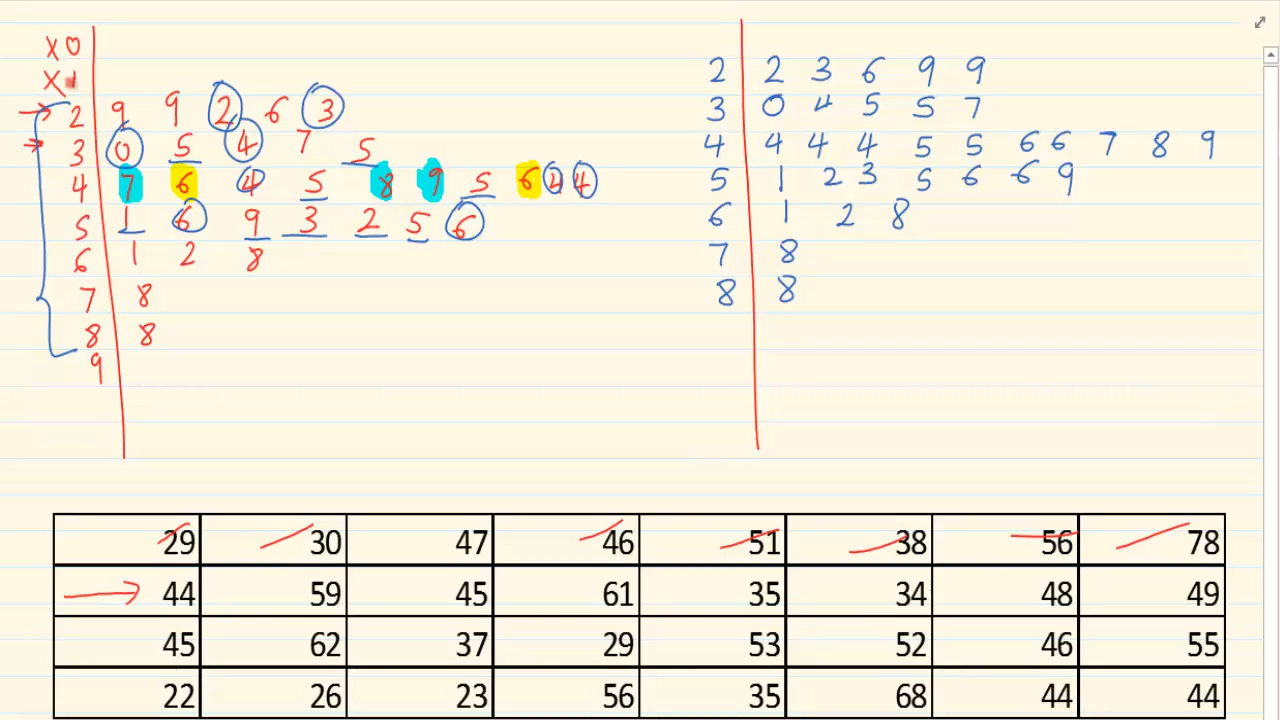 X 0
X 1
2 9 9 2 6 3
3 0 5 4 7 5
4 7 6 4 5 8 9 5 6 4 4
5 1 6 9 3 2 5 6
6 1 2 8
7 8
8 8
9
2 2 3 6 9 9
3 0 4 5 5 7
4 4 4 4 5 5 6 6 7 8 9
5 1 2 3 5 6 6 9
6 1 2 8
7 8
8 8
29 30 47 46 51 38 56 78
44 59 45 61 35 34 48 49
45 62 37 29 53 52 46 55
22 26 23 56 35 68 44 44